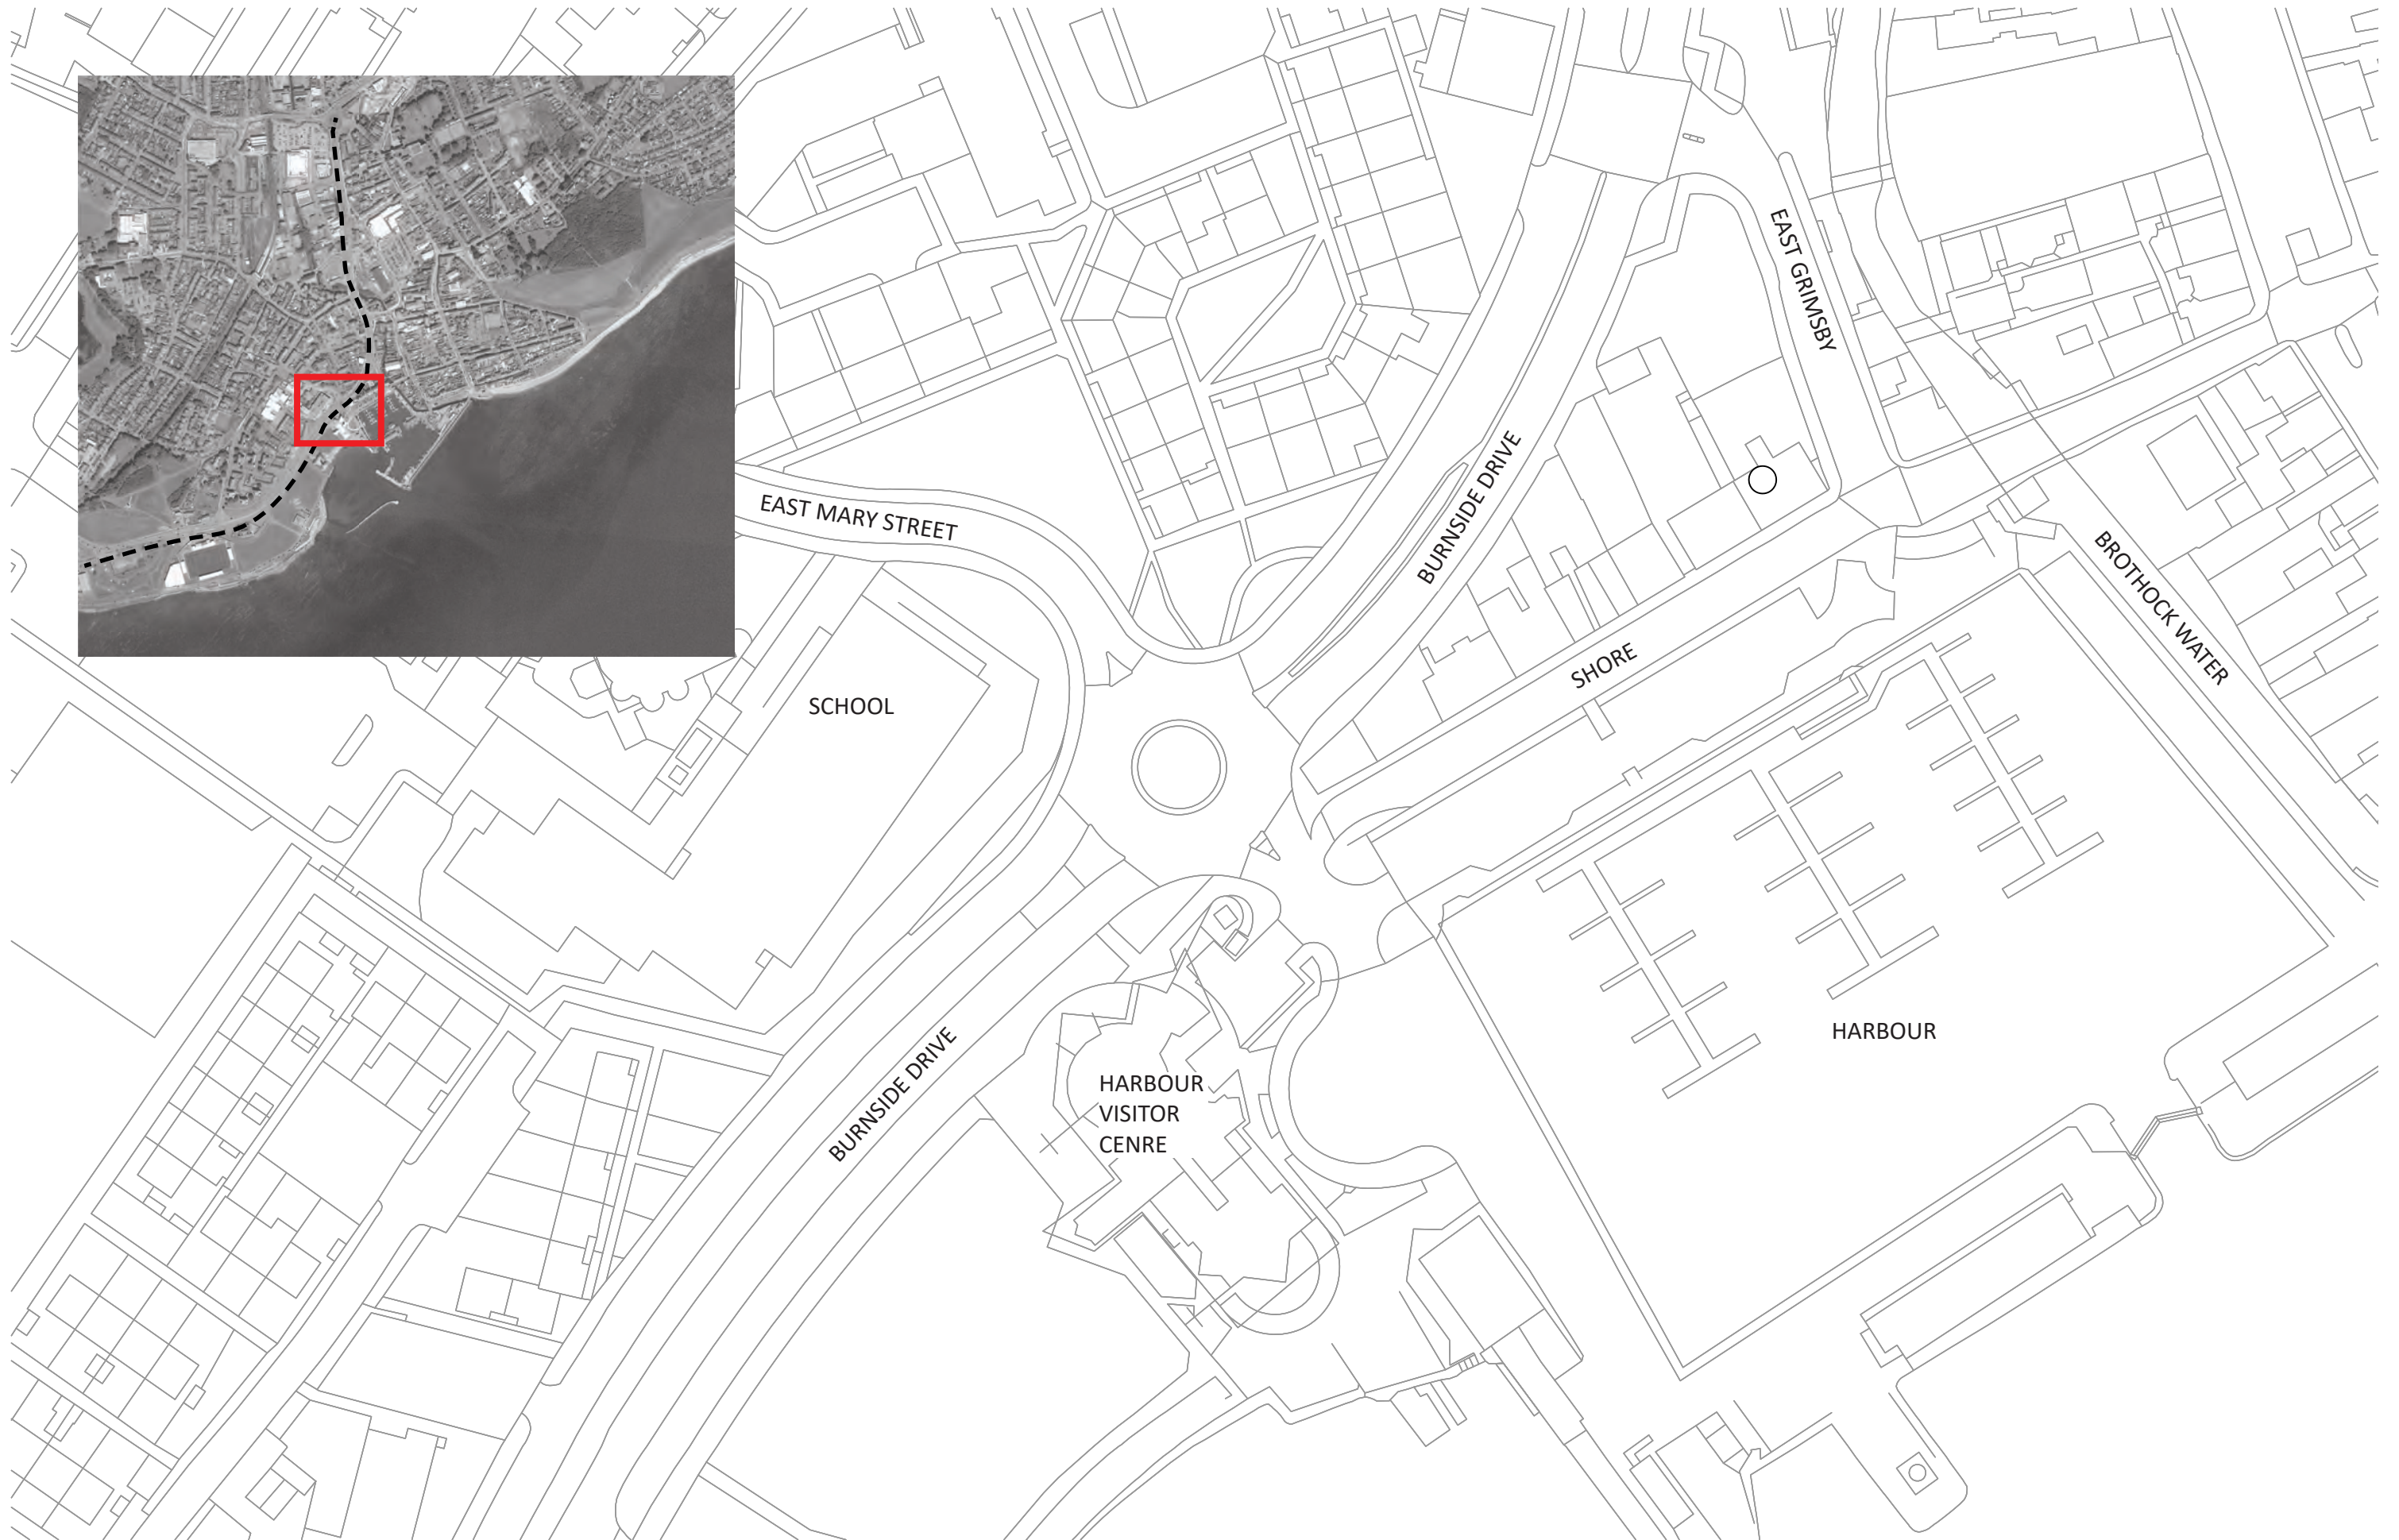 EAST GRIMSBY
BURNSIDE DRIVE
EAST MARY STREET
BROTHOCK WATER
SHORE
SCHOOL
HARBOUR
BURNSIDE DRIVE
HARBOUR
VISITOR
CENRE